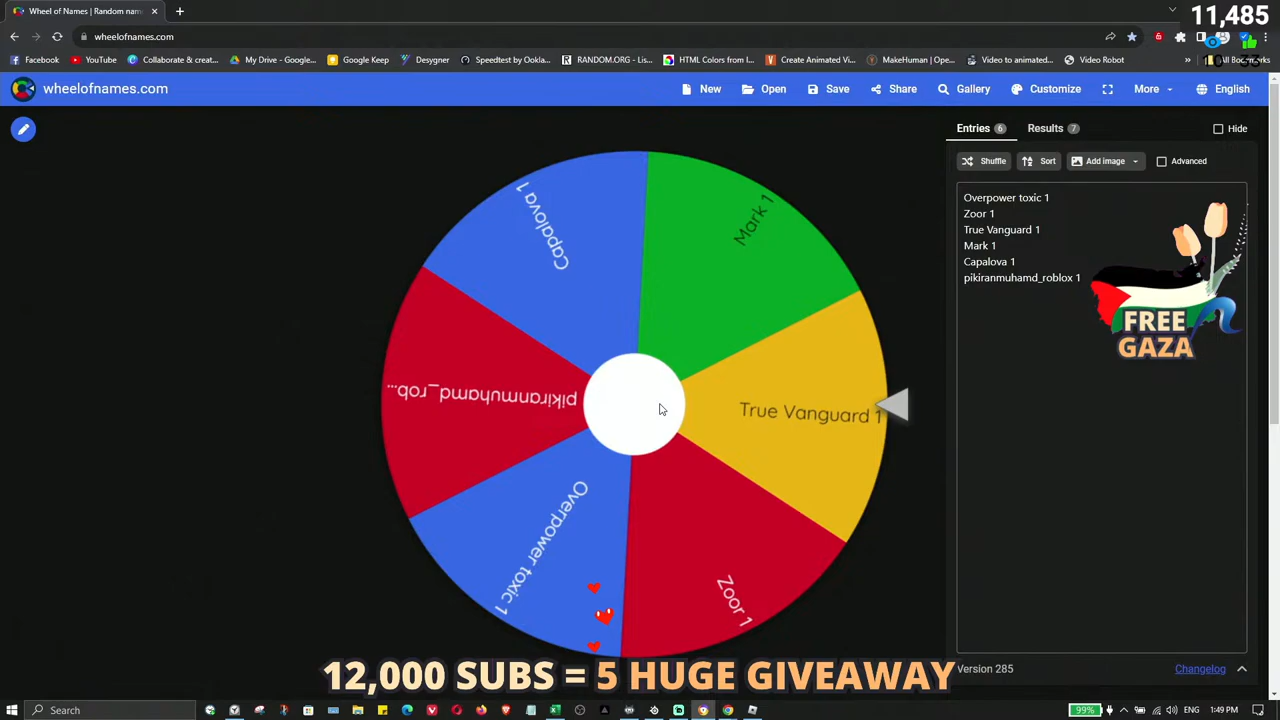 Wheel of Names | Random nam
11,485
wheelofnames.com
Facebook
YouTube
Collaborate & creat...
My Drive - Google...
Google Keep
Desygner
Speedtest by Ookla...
RANDOM.ORG - Lis...
HTML Colors from I...
Create Animated Vi...
MakeHuman | Ope...
Video to animated...
Video Robot
All Bookmarks
wheelofnames.com
New
Open
Save
Share
Gallery
Customize
More
English
Entries 6
Results 7
Hide
Shuffle
Sort
Add image
Advanced
Overpower toxic 1
Zoor 1
True Vanguard 1
Mark 1
Capalova 1
pikiranmuhamd_roblox 1
FREE
GAZA
Capalova 1
Mark 1
pikiranmuhamd_rob...
True Vanguard 1
Overpower toxic 1
Zoor 1
12,000 SUBS = 5 HUGE GIVEAWAY
Version 285
Changelog
Search
99%
ENG
1:49 PM